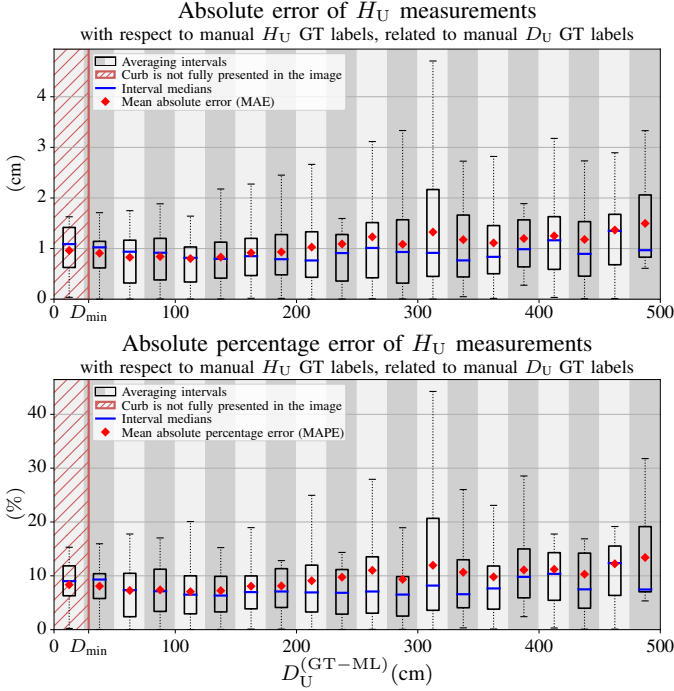 Absolute error of H_U measurements
with respect to manual H_U GT labels, related to manual D_U GT labels
Averaging intervals
Curb is not fully presented in the image
Interval medians
Mean absolute error (MAE)
(cm)
4
3
2
1
0
0 D_min 100 200 300 400 500
Absolute percentage error of H_U measurements
with respect to manual H_U GT labels, related to manual D_U GT labels
Averaging intervals
Curb is not fully presented in the image
Interval medians
Mean absolute percentage error (MAPE)
(%)
40
30
20
10
0
0 D_min 100 200 300 400 500
D_U^(GT−ML)(cm)